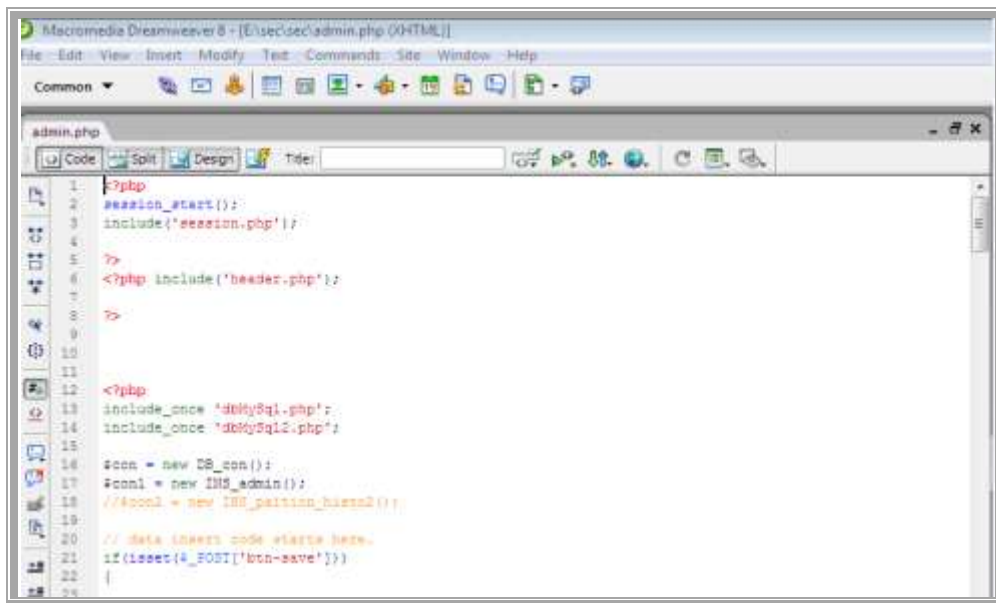 Macromedia Dreamweaver 8 - [E:\sec\sec\admin.php (XHTML)]
File Edit View Insert Modify Text Commands Site Window Help
Common
admin.php
Code Split Design Title:
1 <?php
2 session_start();
3 include('session.php');
4
5 ?>
6 <?php include('header.php');
7
8 ?>
9
10
11
12 <?php
13 include_once 'dbMySql.php';
14 include_once 'dbMySql2.php';
15
16 $con = new DB_con();
17 $con1 = new INS_admin();
18 //$con2 = new
19
20 // data insert code starts here.
21 if(isset($_POST['btn-save']))
22 {
23